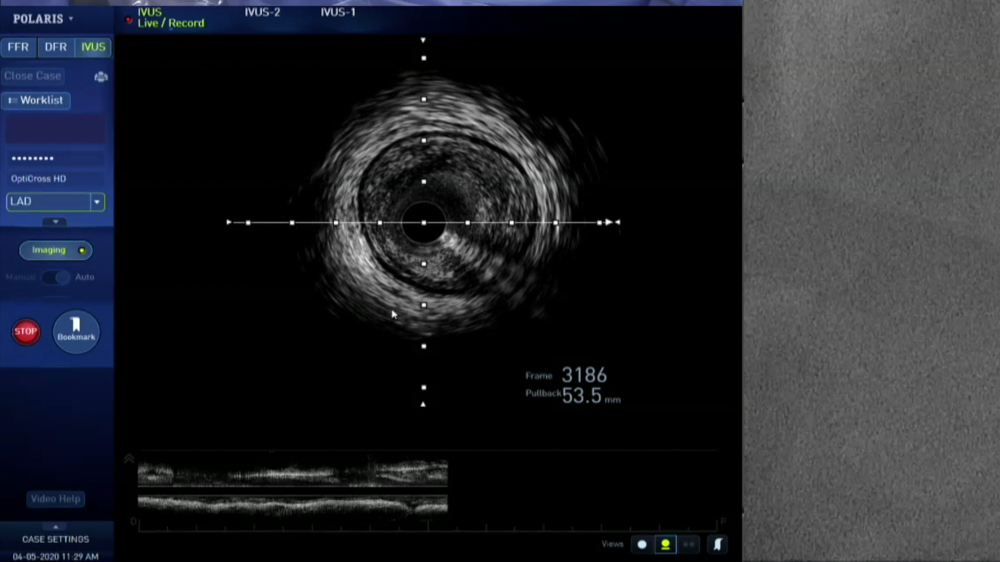 POLARIS
IVUS
Live / Record
IVUS-2
IVUS-1
FFR
DFR
IVUS
Close Case
Worklist
OptiCross HD
LAD
Imaging
Manual
Auto
STOP
Bookmark
Frame 3186
Pullback 53.5 mm
Video Help
D
P
CASE SETTINGS
Views
04-05-2020 11:29 AM